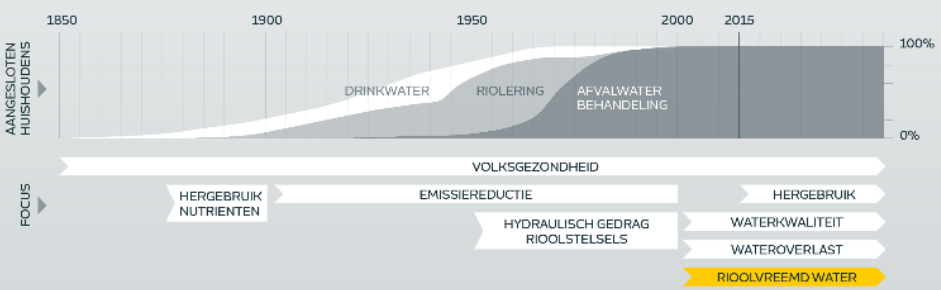 1850 1900 1950 2000 2015
AANGESLOTEN
HUISHOUDENS
100%
DRINKWATER RIOLERING AFVALWATER
BEHANDELING
0%
FOCUS
VOLKSGEZONDHEID
HERGEBRUIK
NUTRIENTEN
EMISSIEREDUCTIE
HERGEBRUIK
HYDRAULISCH GEDRAG
RIOOLSTELSELS
WATERKWALITEIT
WATEROVERLAST
RIOOLVREEMD WATER